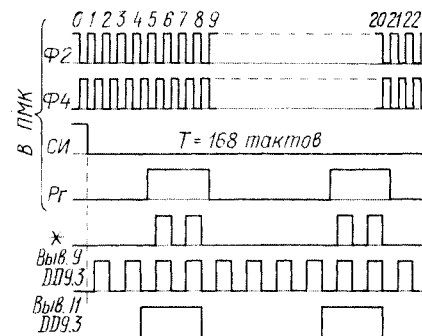 0 1 2 3 4 5 6 7 8 9 20 21 22
Ф2
Ф4
СИ
T = 168 тактов
Рг
В ПМК
*
Выв. 9
DD9.3
Выв. 11
DD9.3